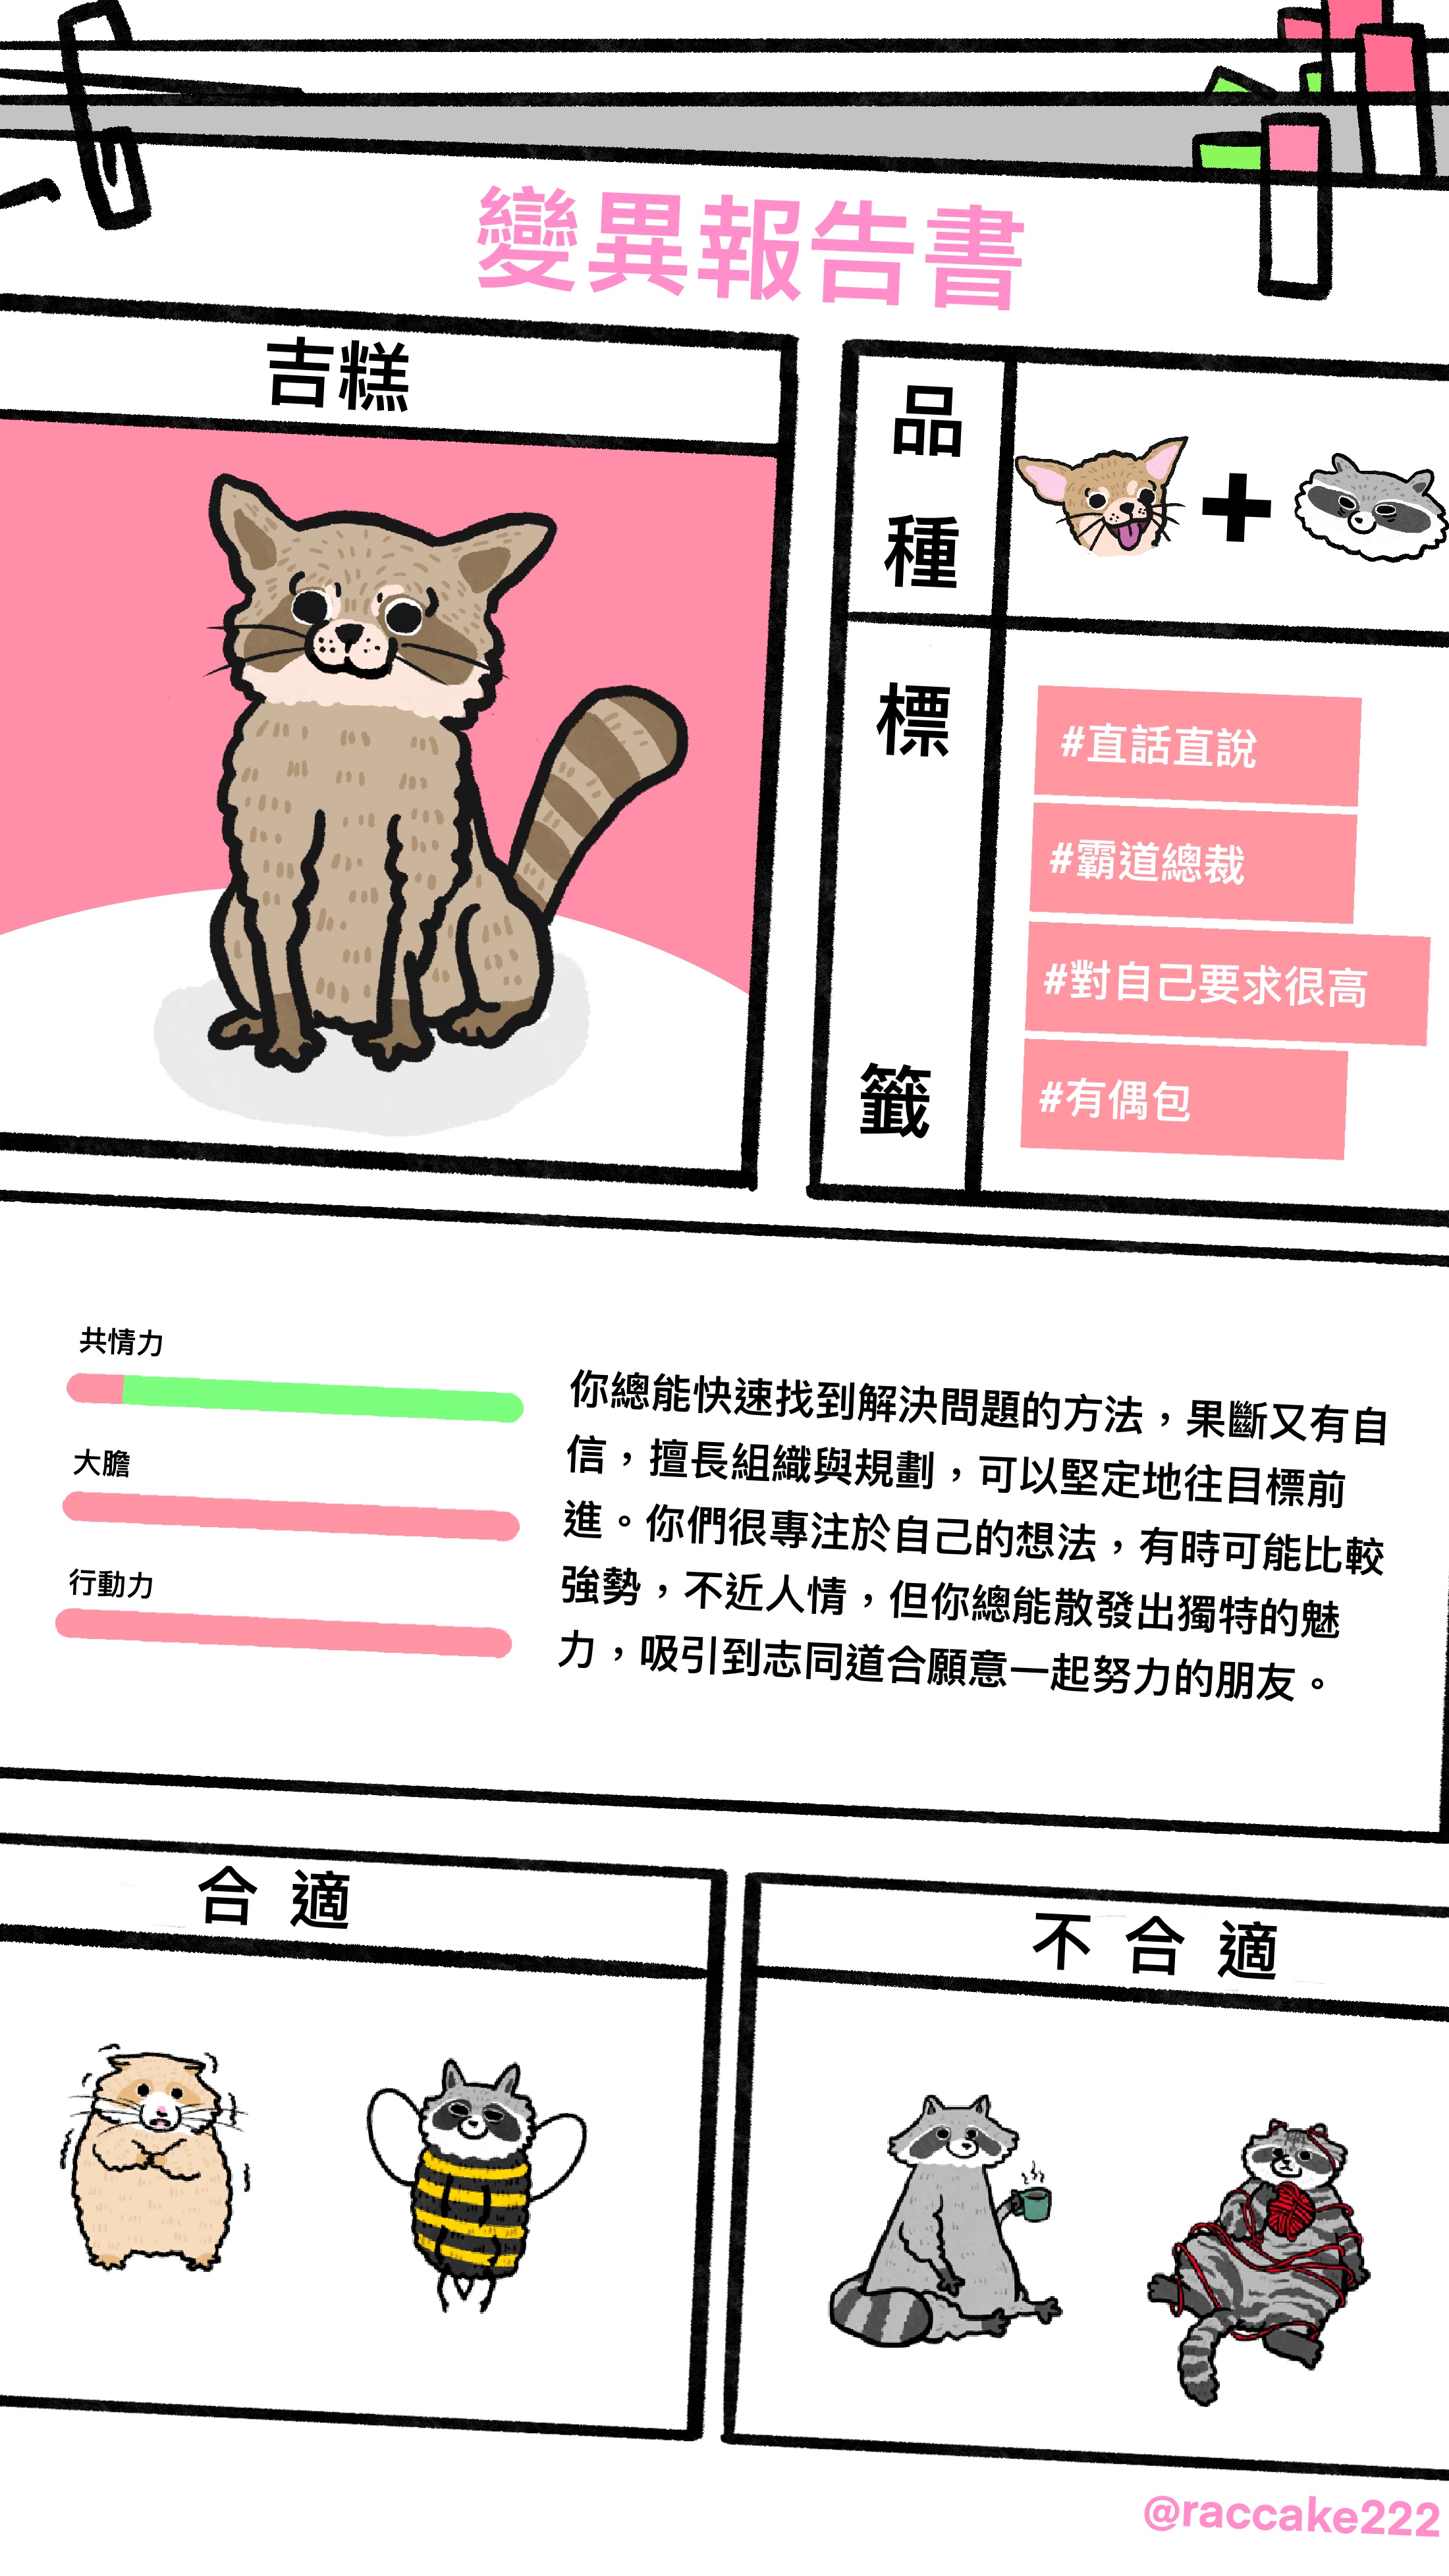 變異報告書
吉糕
品種
標籤
#直話直說
#霸道總裁
#對自己要求很高
#有偶包
共情力
大膽
行動力
你總能快速找到解決問題的方法，果斷又有自
信，擅長組織與規劃，可以堅定地往目標前
進。你們很專注於自己的想法，有時可能比較
強勢，不近人情，但你總能散發出獨特的魅
力，吸引到志同道合願意一起努力的朋友。
合適
不合適
@raccake222